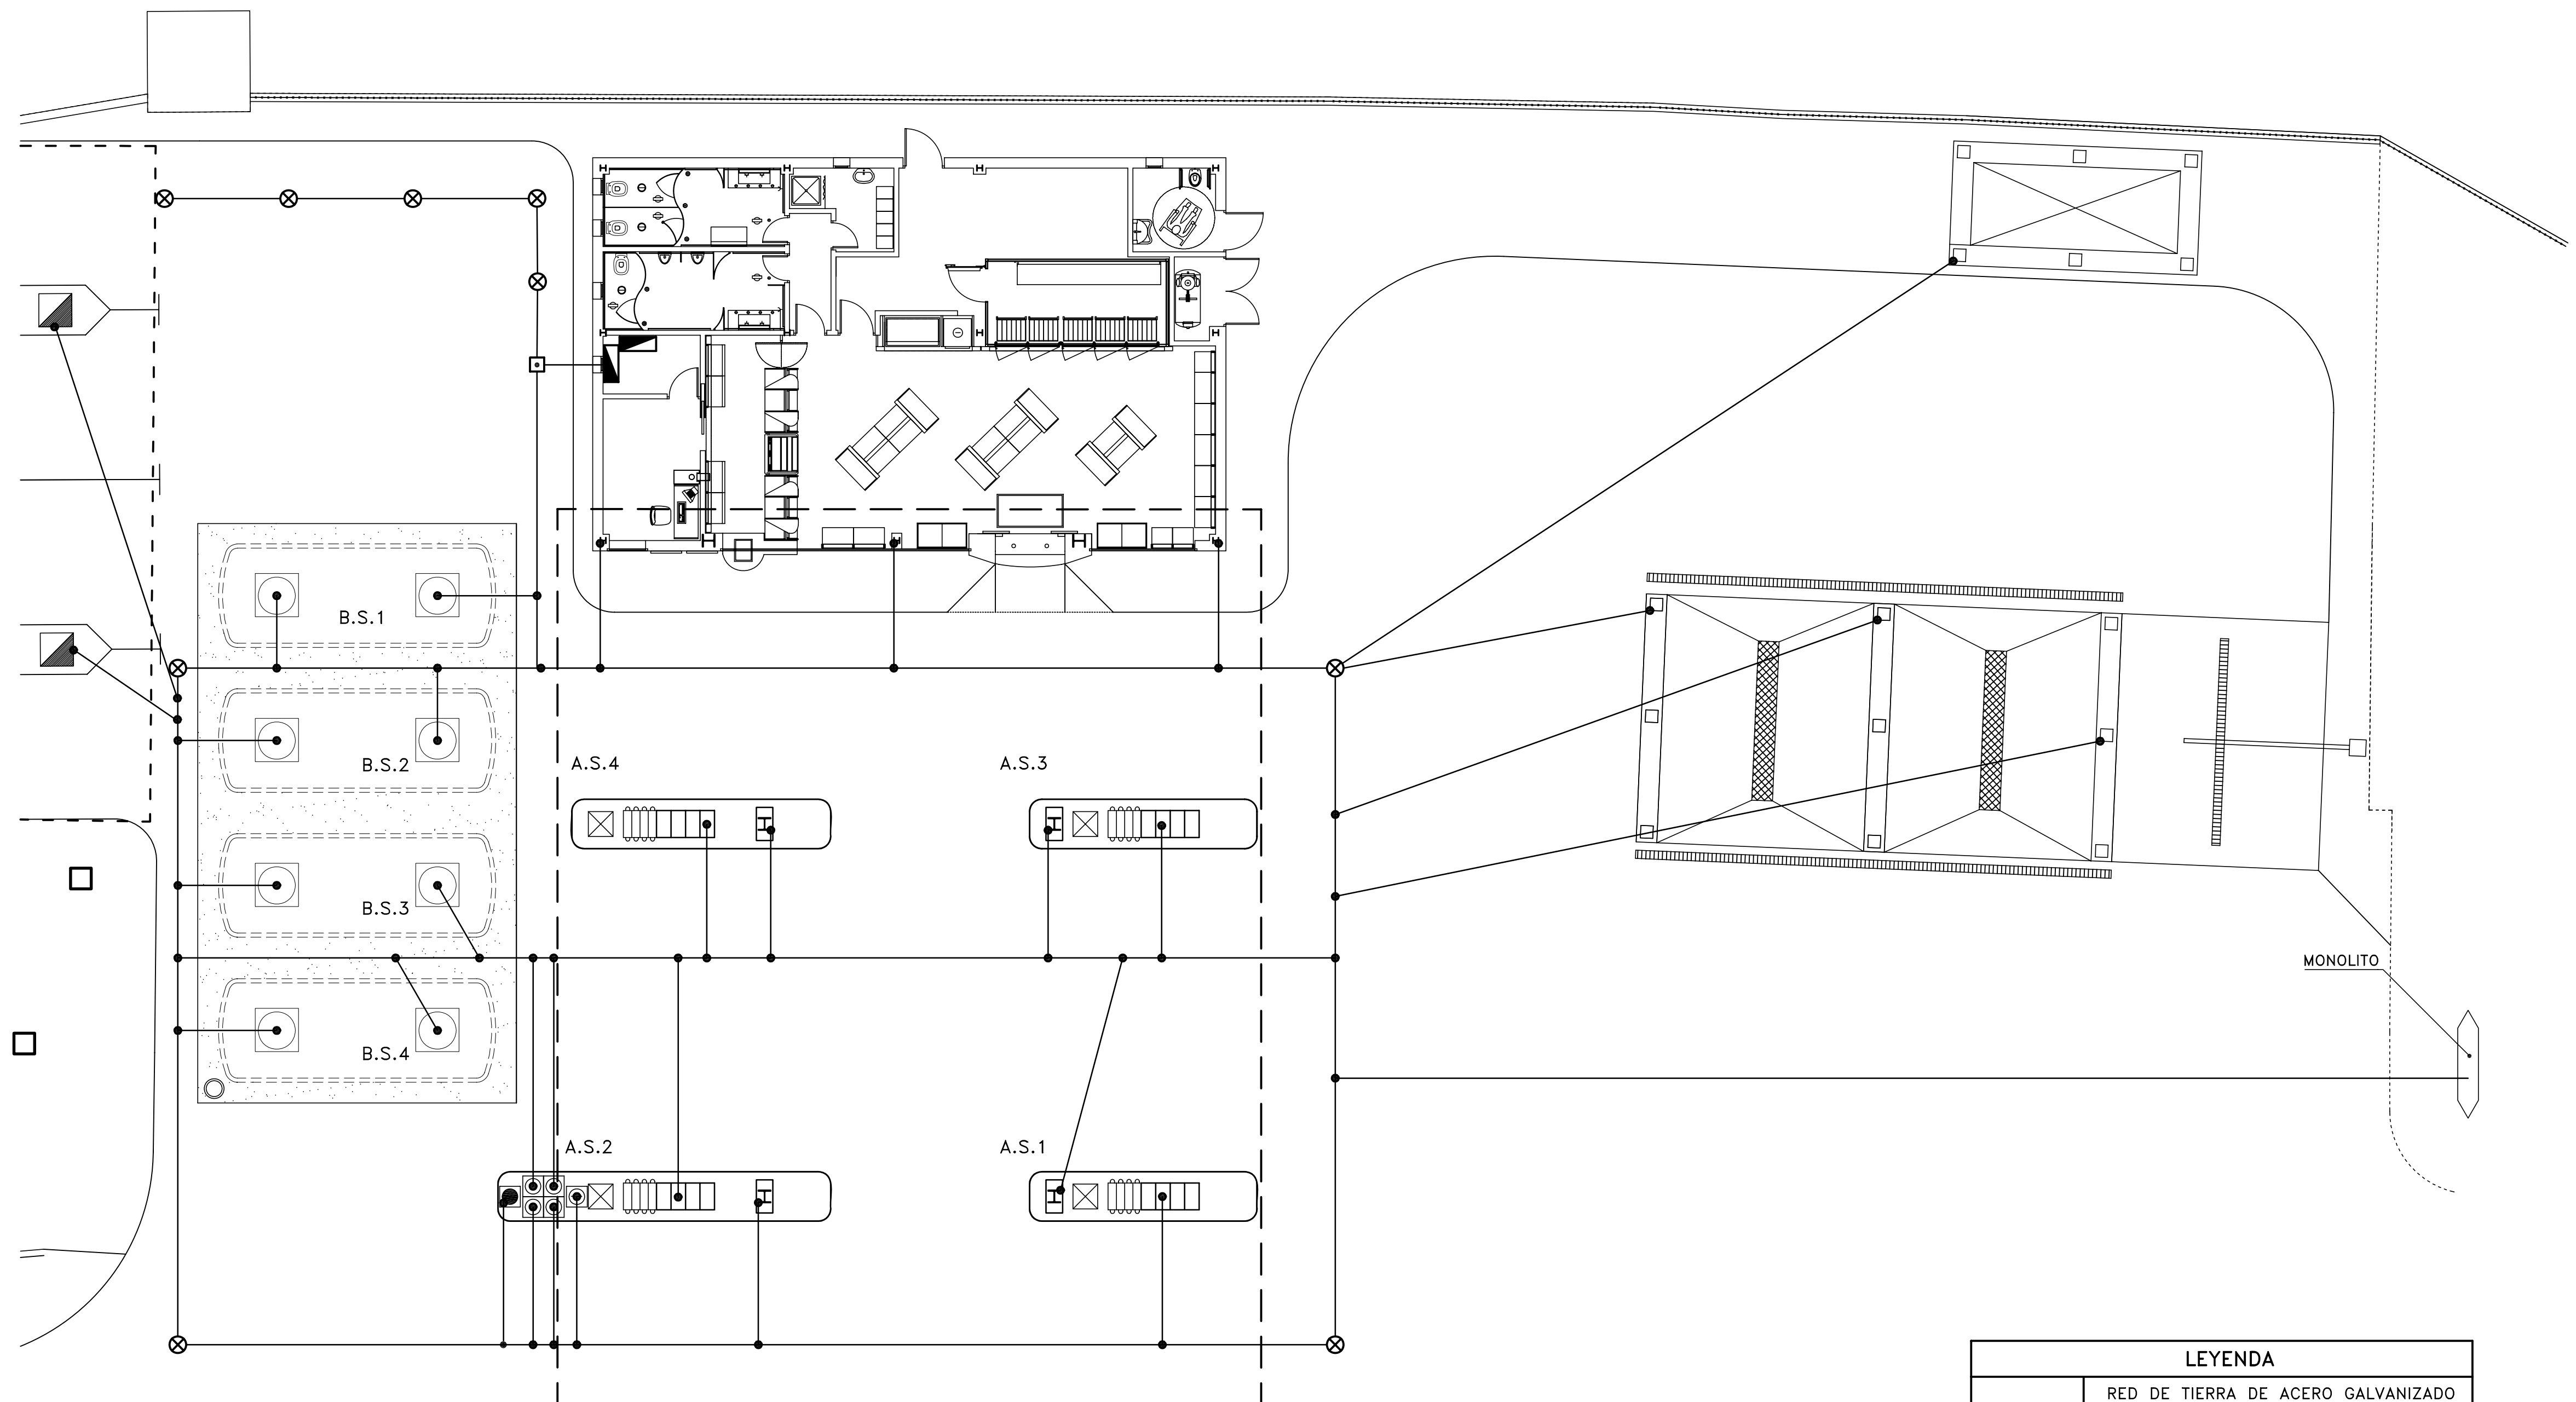 B.S.1
B.S.2
A.S.4
A.S.3
B.S.3
MONOLITO
B.S.4
A.S.2
A.S.1
LEYENDA
RED DE TIERRA DE ACERO GALVANIZADO